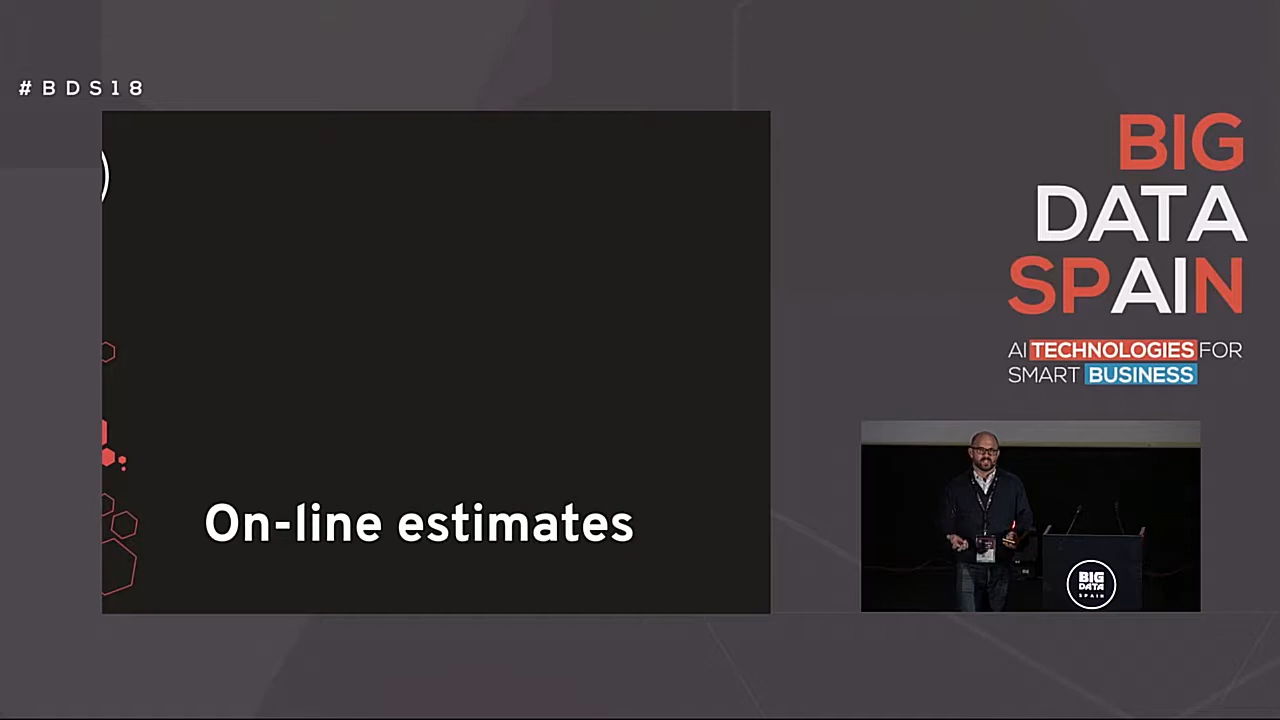 #BDS18
On-line estimates
BIG
DATA
SPAIN
AI TECHNOLOGIES FOR
SMART BUSINESS
BIG
DATA
SPAIN